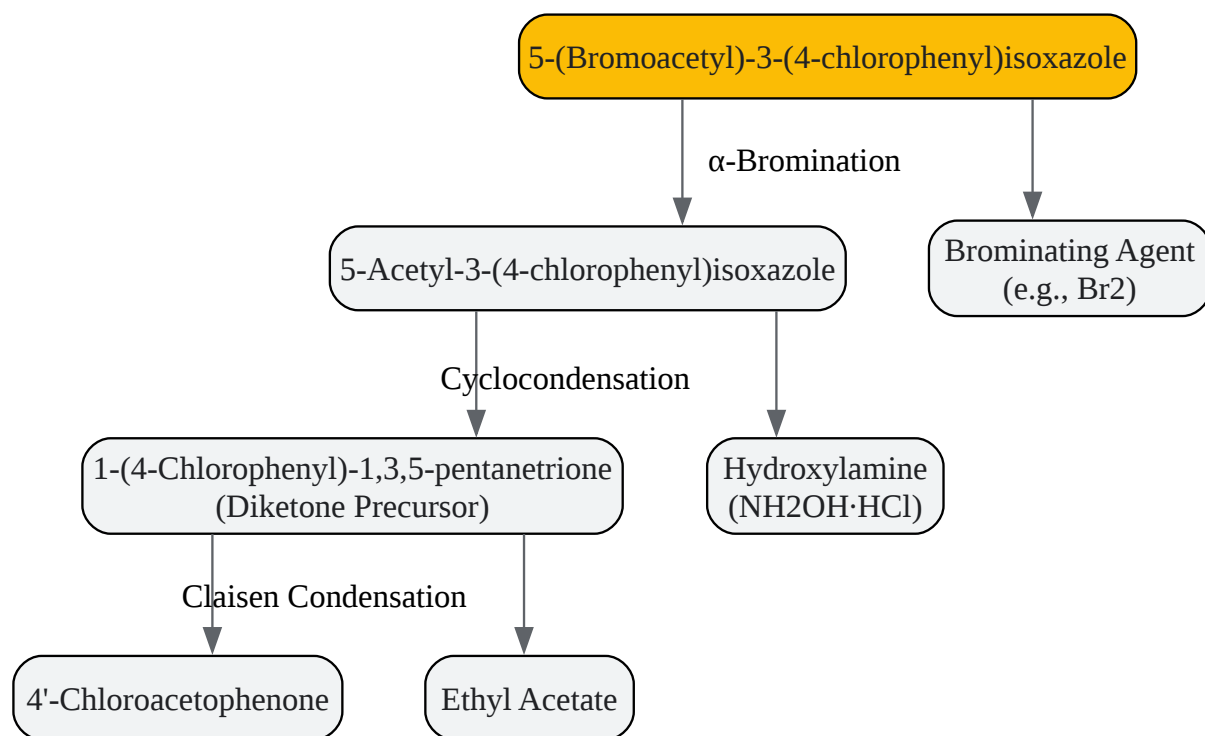 5-(Bromoacetyl)-3-(4-chlorophenyl)isoxazole
α-Bromination
5-Acetyl-3-(4-chlorophenyl)isoxazole
Brominating Agent
(e.g., Br2)
Cyclocondensation
1-(4-Chlorophenyl)-1,3,5-pentanetrione
(Diketone Precursor)
Hydroxylamine
(NH2OH·HCl)
Claisen Condensation
4'-Chloroacetophenone
Ethyl Acetate